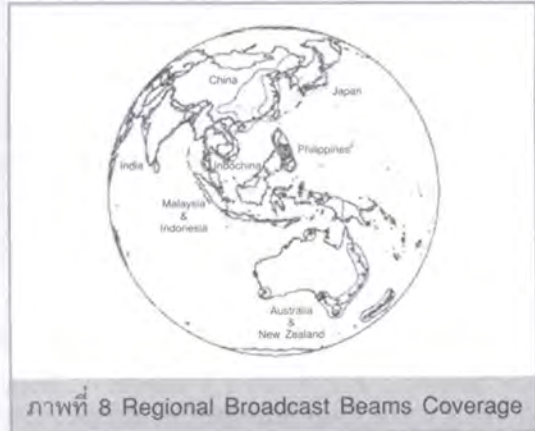 China
Japan
Philippines
India
Indochina
Malaysia
&
Indonesia
Australia
&
New Zealand
ภาพที่ 8 Regional Broadcast Beams Coverage